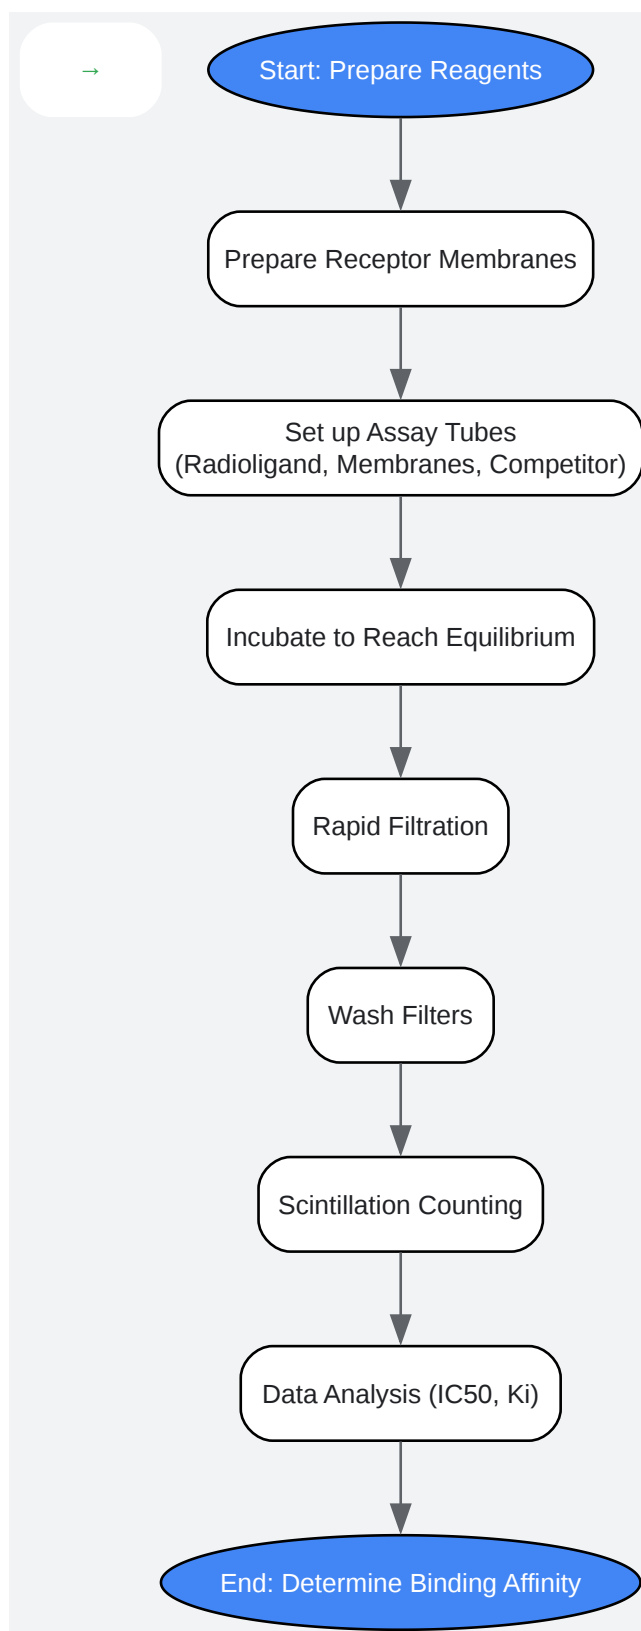 →
Start: Prepare Reagents
Prepare Receptor Membranes
Set up Assay Tubes
(Radioligand, Membranes, Competitor)
Incubate to Reach Equilibrium
Rapid Filtration
Wash Filters
Scintillation Counting
Data Analysis (IC50, Ki)
End: Determine Binding Affinity